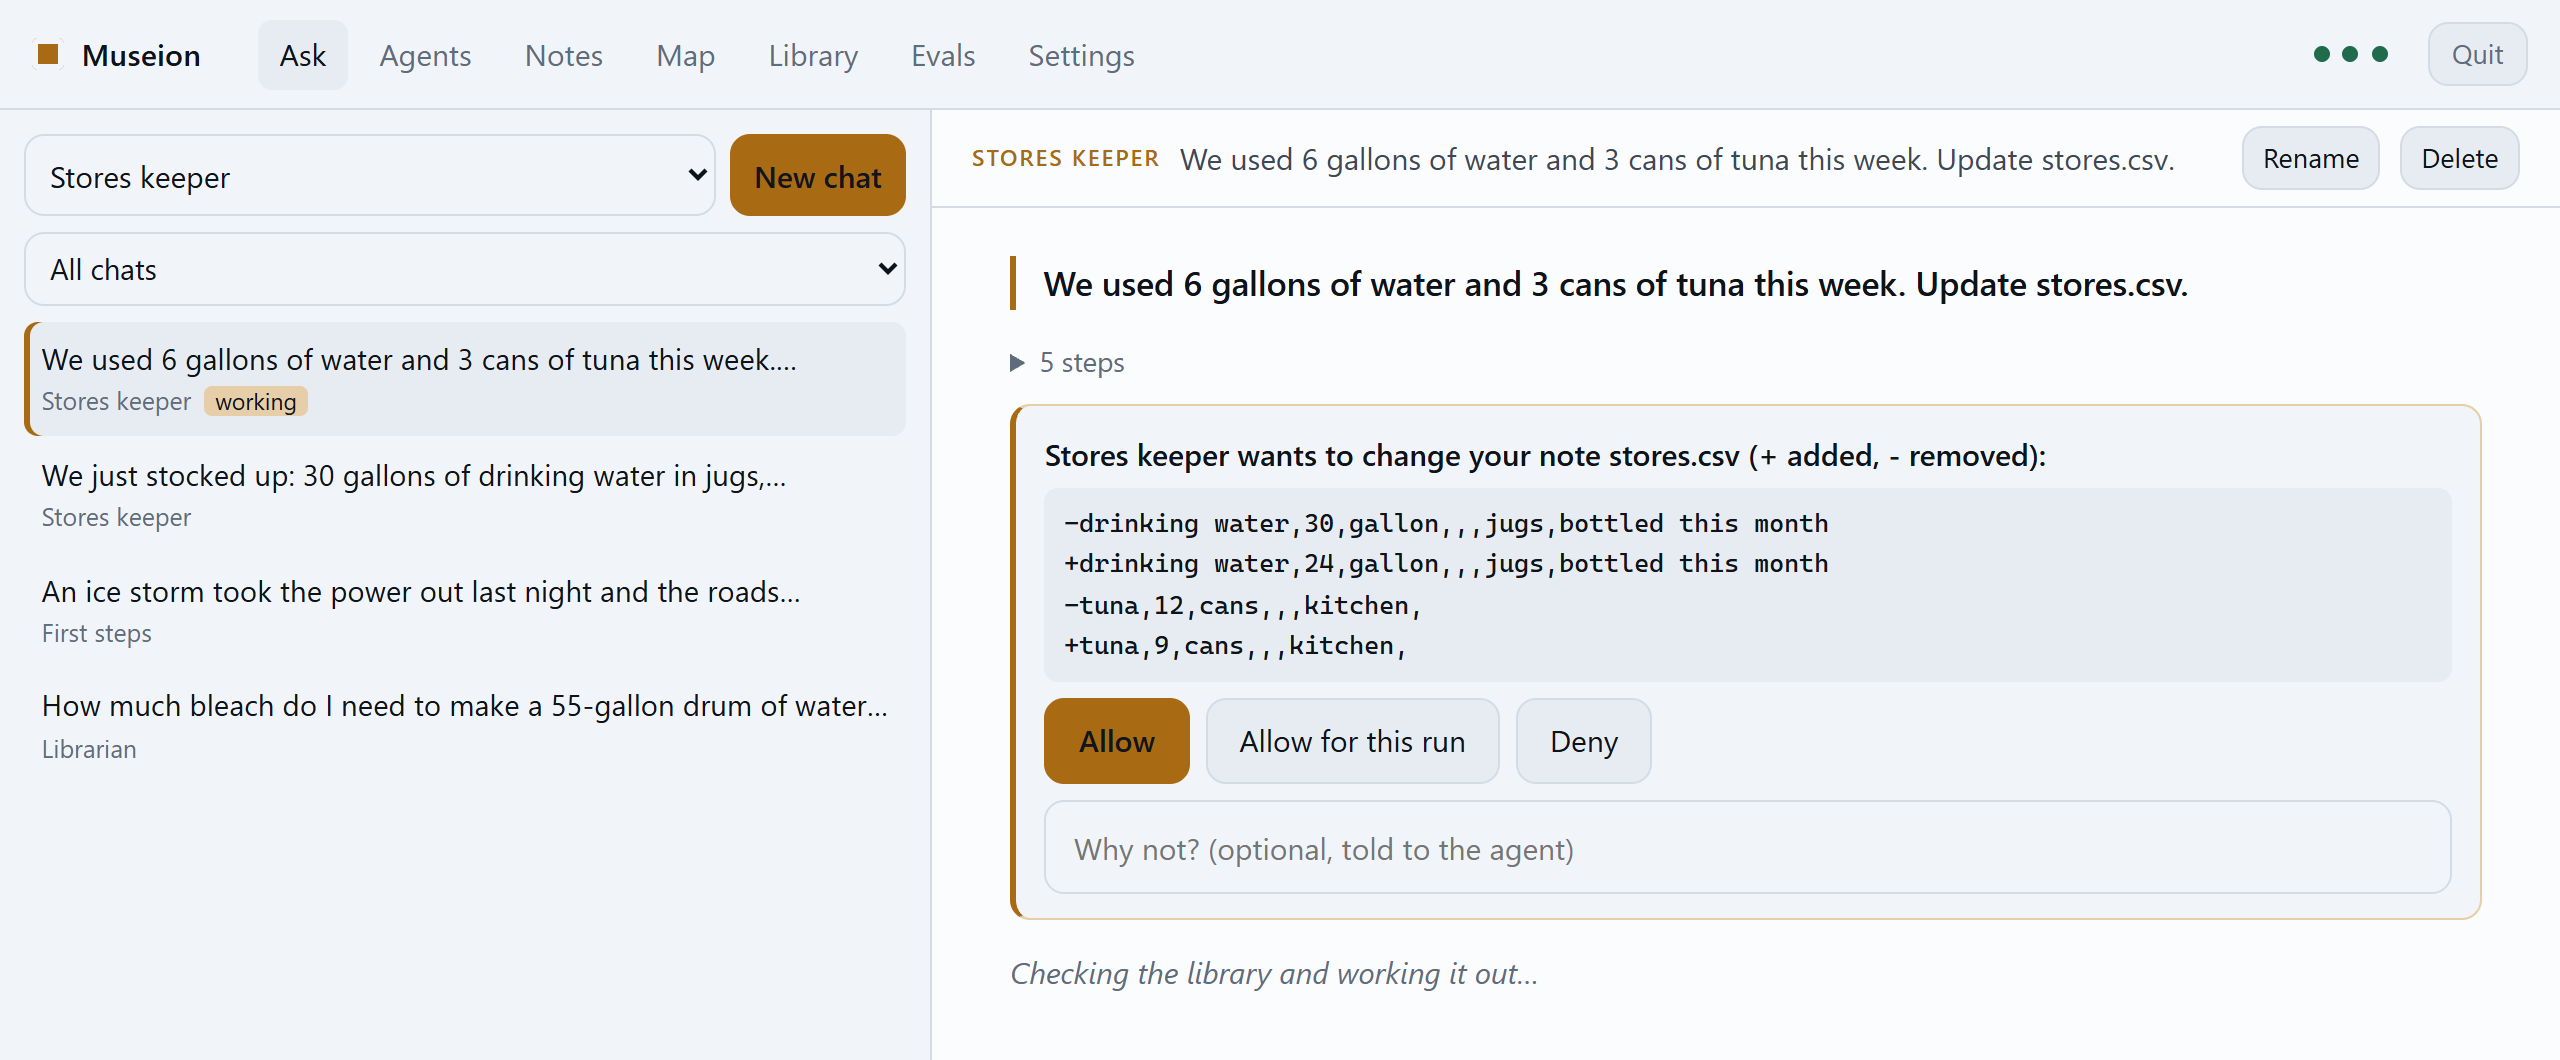 Museion
Ask
Agents
Notes
Map
Library
Evals
Settings
Quit
Stores keeper
New chat
All chats
We used 6 gallons of water and 3 cans of tuna this week....
Stores keeper working
We just stocked up: 30 gallons of drinking water in jugs,...
Stores keeper
An ice storm took the power out last night and the roads...
First steps
How much bleach do I need to make a 55-gallon drum of water...
Librarian
STORES KEEPER We used 6 gallons of water and 3 cans of tuna this week. Update stores.csv.
Rename
Delete
We used 6 gallons of water and 3 cans of tuna this week. Update stores.csv.
5 steps
Stores keeper wants to change your note stores.csv (+ added, - removed):
−drinking water,30,gallon,,,jugs,bottled this month
+drinking water,24,gallon,,,jugs,bottled this month
−tuna,12,cans,,,kitchen,
+tuna,9,cans,,,kitchen,
Allow
Allow for this run
Deny
Why not? (optional, told to the agent)
Checking the library and working it out...